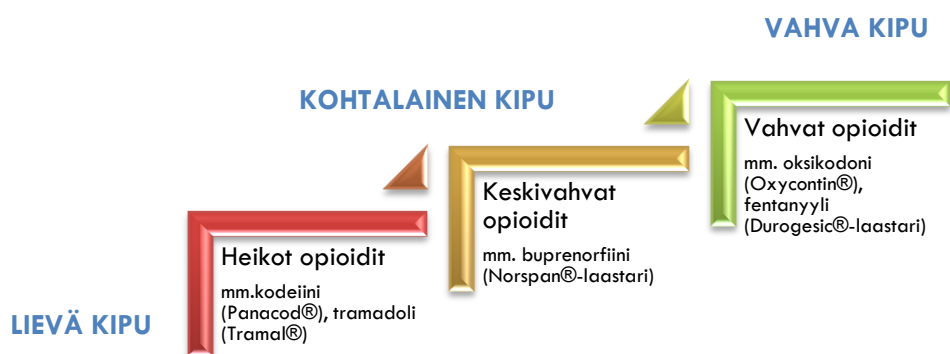 VAHVA KIPU
KOHTALAINEN KIPU
Vahvat opioidit
mm. oksikodoni
(Oxycontin®),
fentanyyli
(Durogesic®-laastari)
Keskivahvat
opioidit
mm. buprenorfiini
(Norspan®-laastari)
Heikot opioidit
mm.kodeiini
(Panacod®), tramadoli
(Tramal®)
LIEVÄ KIPU